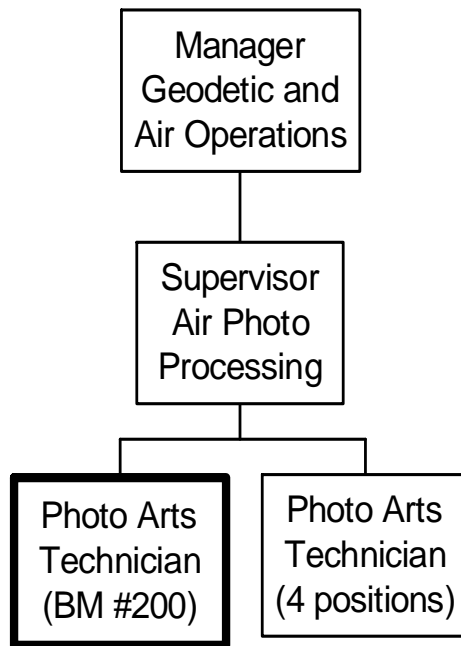 Manager
Geodetic and
Air Operations
Supervisor
Air Photo
Processing
Photo Arts
Technician
(BM #200)
Photo Arts
Technician
(4 positions)